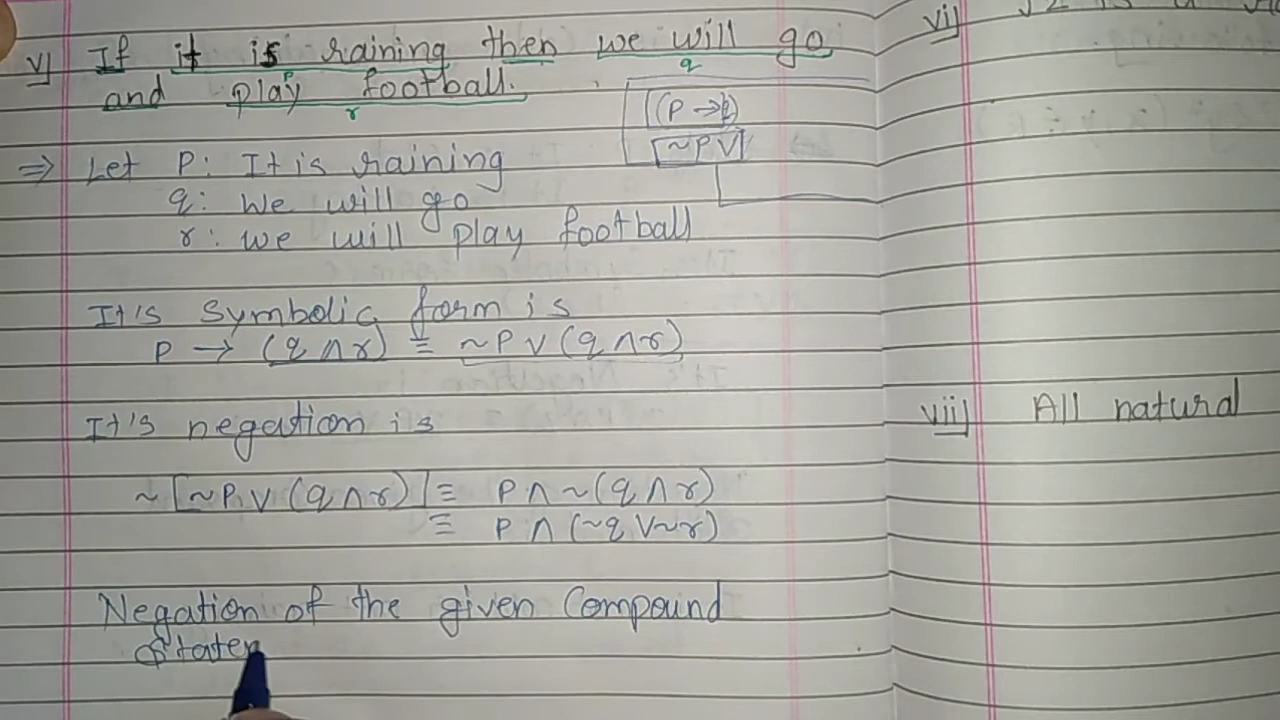 v) If it is raining then we will go
p q
and play football.
r
(p →
~p v
⇒ Let P: It is raining
q: We will go
r: we will play football
It's Symbolic form is
P → (q ∧ r) ≡ ~P ∨ (q ∧ r)
It's negation is
~[~P ∨ (q ∧ r)] ≡ P ∧ ~(q ∧ r)
≡ P ∧ (~q ∨ ~r)
Negation of the given Compound
Statem
vi)
vii) All natural